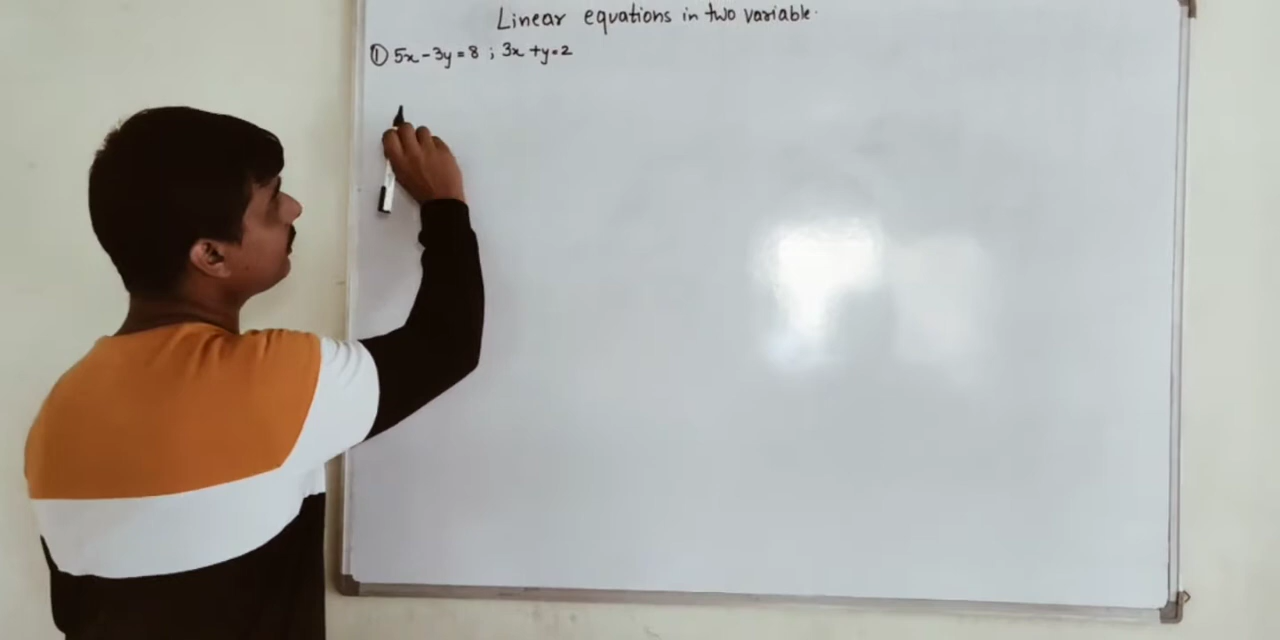 Linear equations in two variable.
① 5x - 3y = 8 ; 3x + y = 2